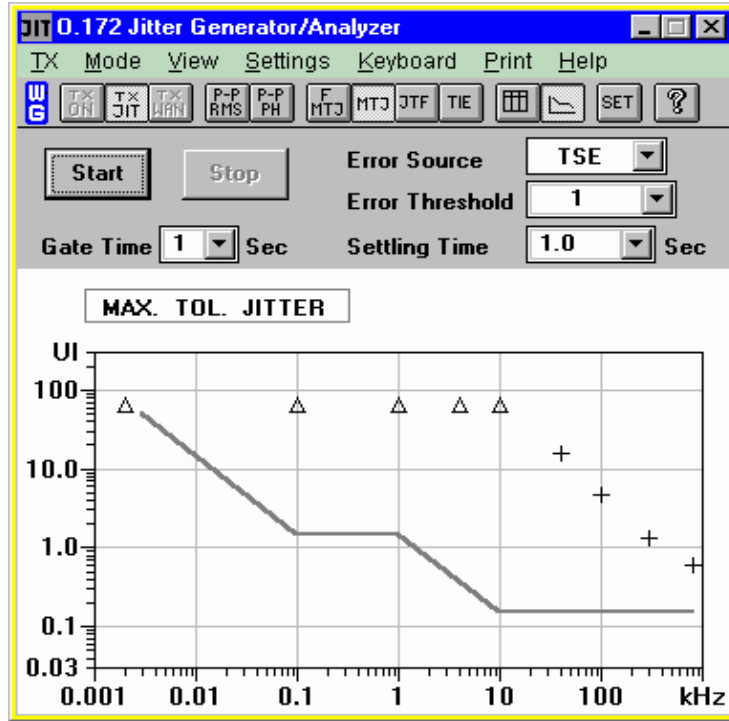 JIT O.172 Jitter Generator/Analyzer
TX Mode View Settings Keyboard Print Help
WG TX ON TX JIT TX WAN P-P RMS P-P PH F MTJ MTJ JTF TIE SET ?
Start Stop Error Source TSE
Error Threshold 1
Gate Time 1 Sec Settling Time 1.0 Sec
MAX. TOL. JITTER
UI
100
10.0
1.0
0.1
0.03
0.001 0.01 0.1 1 10 100 kHz